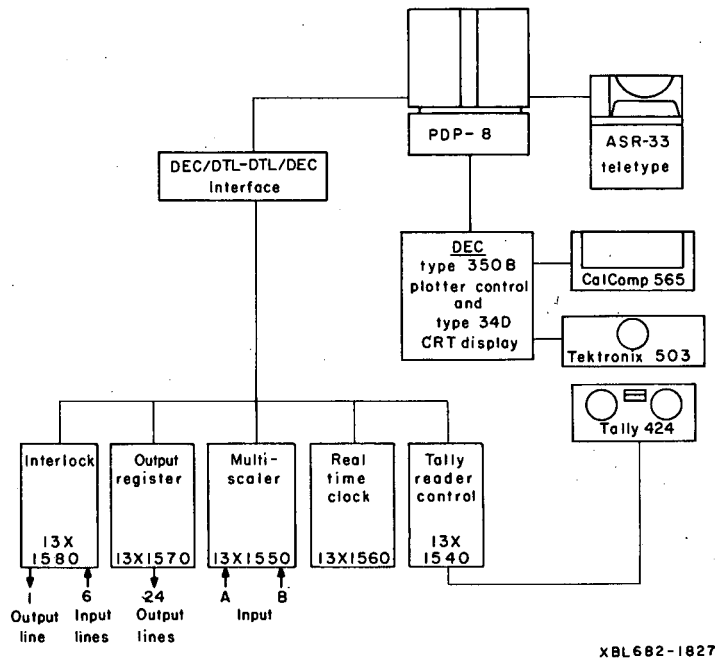 PDP-8
ASR-33
teletype
DEC/DTL-DTL/DEC
Interface
DEC
type 350B
plotter control
and
type 34D
CRT display
CalComp 565
Tektronix 503
Tally 424
Interlock
13X
1580
Output
register
13X1570
Multi-
scaler
13X1550
Real
time
clock
13X1560
Tally
reader
control
13X
1540
1
Output
line
6
Input
lines
24
Output
lines
A B
Input
XBL682-1827